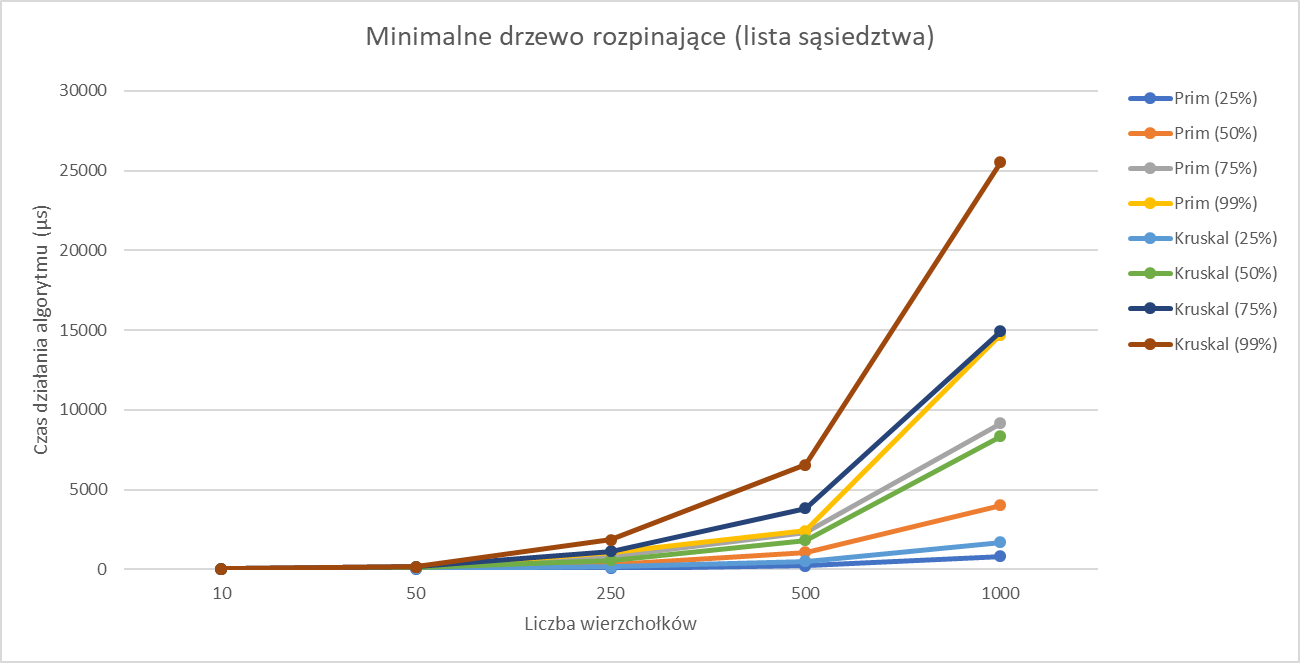 Minimalne drzewo rozpinające (lista sąsiedztwa)
Czas działania algorytmu (µs)
30000
25000
20000
15000
10000
5000
0
10
50
250
500
1000
Liczba wierzchołków
Prim (25%)
Prim (50%)
Prim (75%)
Prim (99%)
Kruskal (25%)
Kruskal (50%)
Kruskal (75%)
Kruskal (99%)